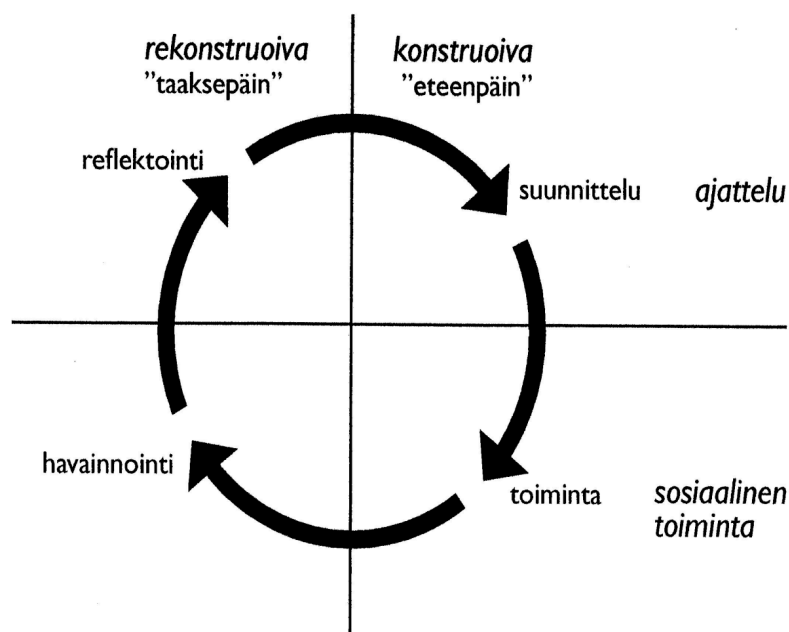 rekonstruoiva
"taaksepäin"
konstruoiva
"eteenpäin"
reflektointi
suunnittelu
ajattelu
havainnointi
toiminta
sosiaalinen
toiminta